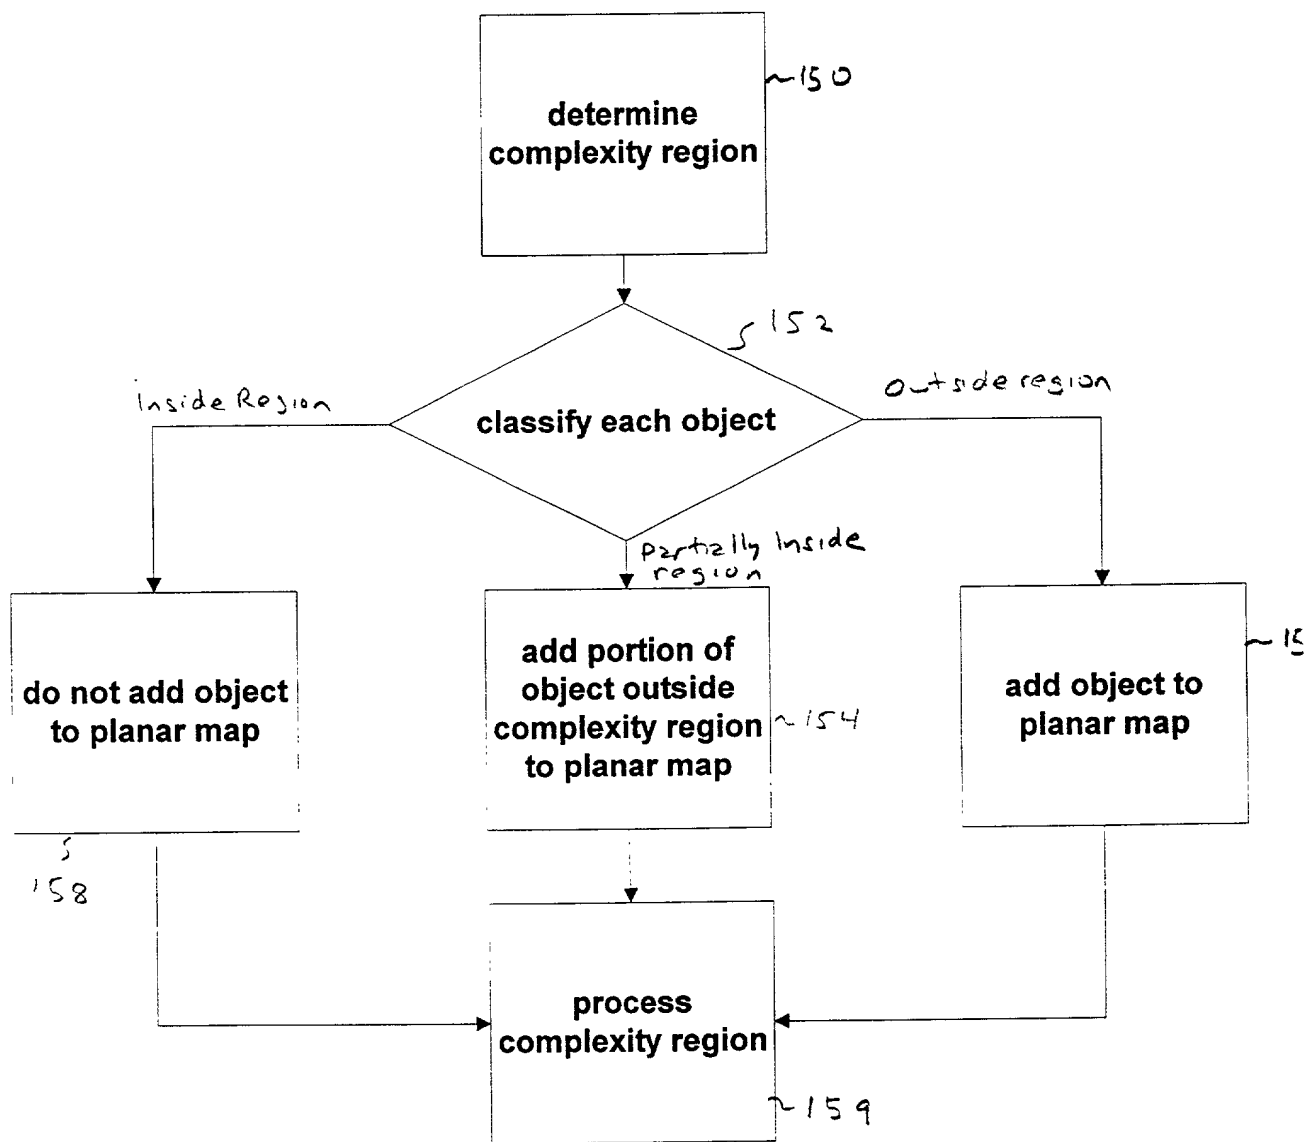 determine
complexity region
150
152
Inside Region
Outside region
classify each object
Partially Inside
region
do not add object
to planar map
158
add portion of
object outside
complexity region
to planar map
154
add object to
planar map
15
process
complexity region
159